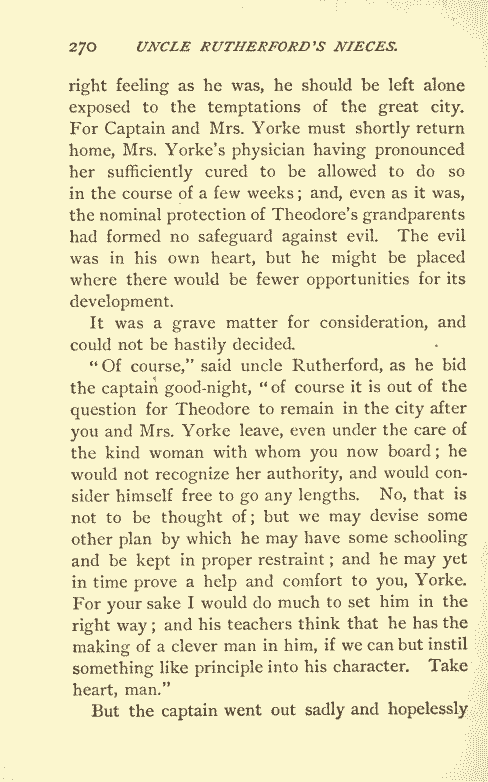 270 UNCLE RUTHERFORD'S NIECES.
right feeling as he was, he should be left alone
exposed to the temptations of the great city.
For Captain and Mrs. Yorke must shortly return
home, Mrs. Yorke's physician having pronounced
her sufficiently cured to be allowed to do so
in the course of a few weeks; and, even as it was,
the nominal protection of Theodore's grandparents
had formed no safeguard against evil. The evil
was in his own heart, but he might be placed
where there would be fewer opportunities for its
development.
It was a grave matter for consideration, and
could not be hastily decided.
"Of course," said uncle Rutherford, as he bid
the captain good-night, "of course it is out of the
question for Theodore to remain in the city after
you and Mrs. Yorke leave, even under the care of
the kind woman with whom you now board; he
would not recognize her authority, and would con-
sider himself free to go any lengths. No, that is
not to be thought of; but we may devise some
other plan by which he may have some schooling
and be kept in proper restraint; and he may yet
in time prove a help and comfort to you, Yorke.
For your sake I would do much to set him in the
right way; and his teachers think that he has the
making of a clever man in him, if we can but instil
something like principle into his character. Take
heart, man."
But the captain went out sadly and hopelessly